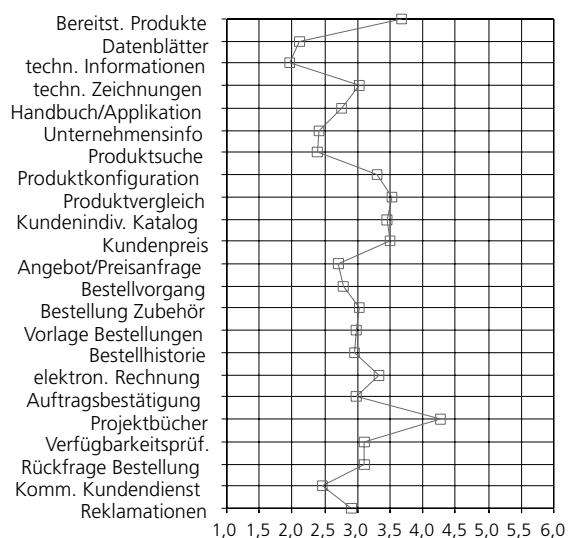 Bereitst. Produkte
Datenblätter
techn. Informationen
techn. Zeichnungen
Handbuch/Applikation
Unternehmensinfo
Produktsuche
Produktkonfiguration
Produktvergleich
Kundenindiv. Katalog
Kundenpreis
Angebot/Preisanfrage
Bestellvorgang
Bestellung Zubehör
Vorlage Bestellungen
Bestellhistorie
elektron. Rechnung
Auftragsbestätigung
Projektbücher
Verfügbarkeitsprüf.
Rückfrage Bestellung
Komm. Kundendienst
Reklamationen
1,0 1,5 2,0 2,5 3,0 3,5 4,0 4,5 5,0 5,5 6,0